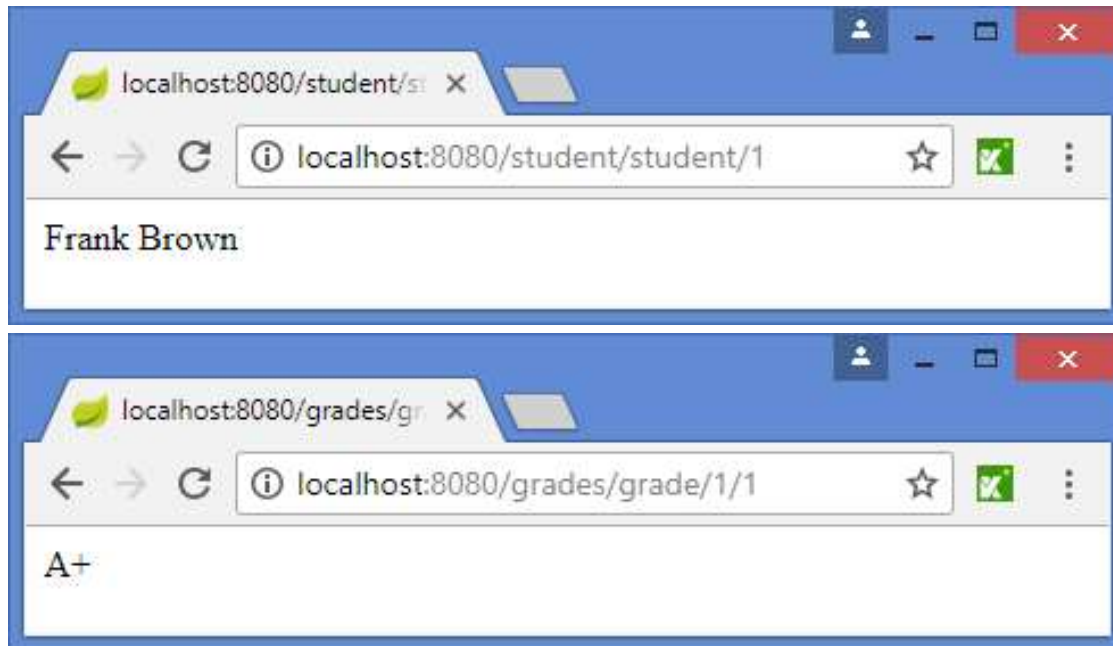 localhost:8080/student/st
localhost:8080/student/student/1
Frank Brown
localhost:8080/grades/gr
localhost:8080/grades/grade/1/1
A+